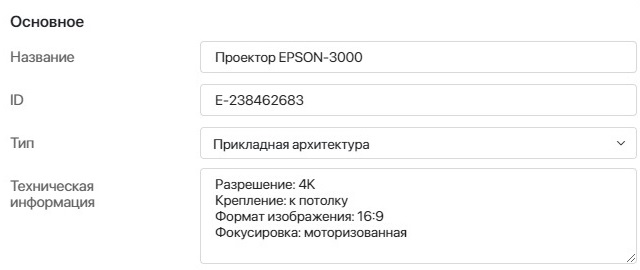 Основное
Название
Проектор EPSON-3000
ID
E-238462683
Тип
Прикладная архитектура
Техническая
информация
Разрешение: 4K
Крепление: к потолку
Формат изображения: 16:9
Фокусировка: моторизованная